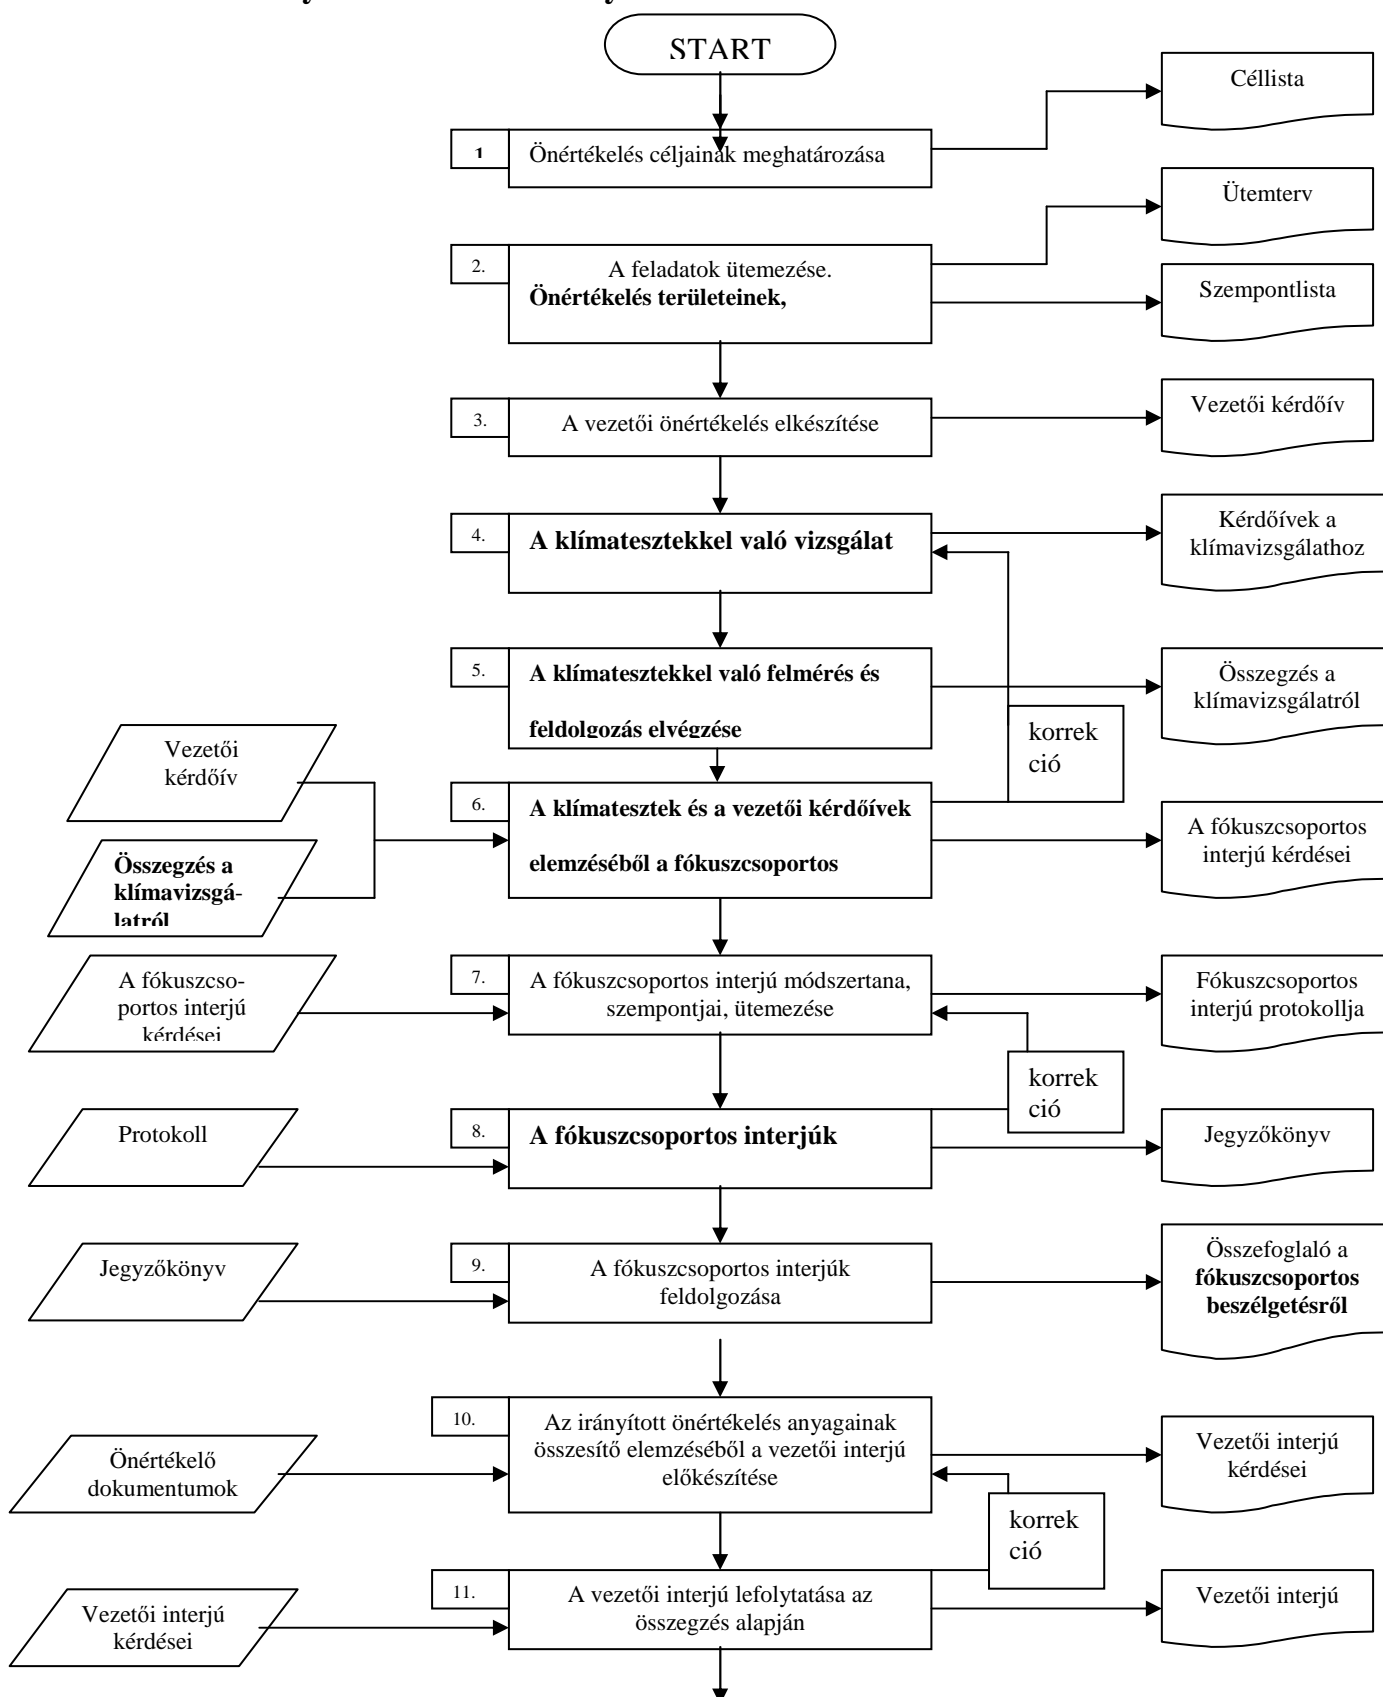 START
Céllista
1
Önértékelés céljainak meghatározása
Ütemterv
2.
A feladatok ütemezése.
Önértékelés területeinek,
Szempontlista
3.
A vezetői önértékelés elkészítése
Vezetői kérdőív
4.
A klímatesztekkel való vizsgálat
Kérdőívek a
klímavizsgálathoz
5.
A klímatesztekkel való felmérés és
feldolgozás elvégzése
Összegzés a
klímavizsgálatról
korrek
ció
Vezetői
kérdőív
Összegzés a
klímavizsgá-
latról
6.
A klímatesztek és a vezetői kérdőívek
elemzéséből a fókuszcsoportos
A fókuszcsoportos
interjú kérdései
A fókuszcso-
portos interjú
kérdései
7.
A fókuszcsoportos interjú módszertana,
szempontjai, ütemezése
Fókuszcsoportos
interjú protokollja
korrek
ció
Protokoll
8.
A fókuszcsoportos interjúk
Jegyzőkönyv
Jegyzőkönyv
9.
A fókuszcsoportos interjúk
feldolgozása
Összefoglaló a
fókuszcsoportos
beszélgetésről
Önértékelő
dokumentumok
10.
Az irányított önértékelés anyagainak
összesítő elemzéséből a vezetői interjú
előkészítése
Vezetői interjú
kérdései
korrek
ció
Vezetői interjú
kérdései
11.
A vezetői interjú lefolytatása az
összegzés alapján
Vezetői interjú